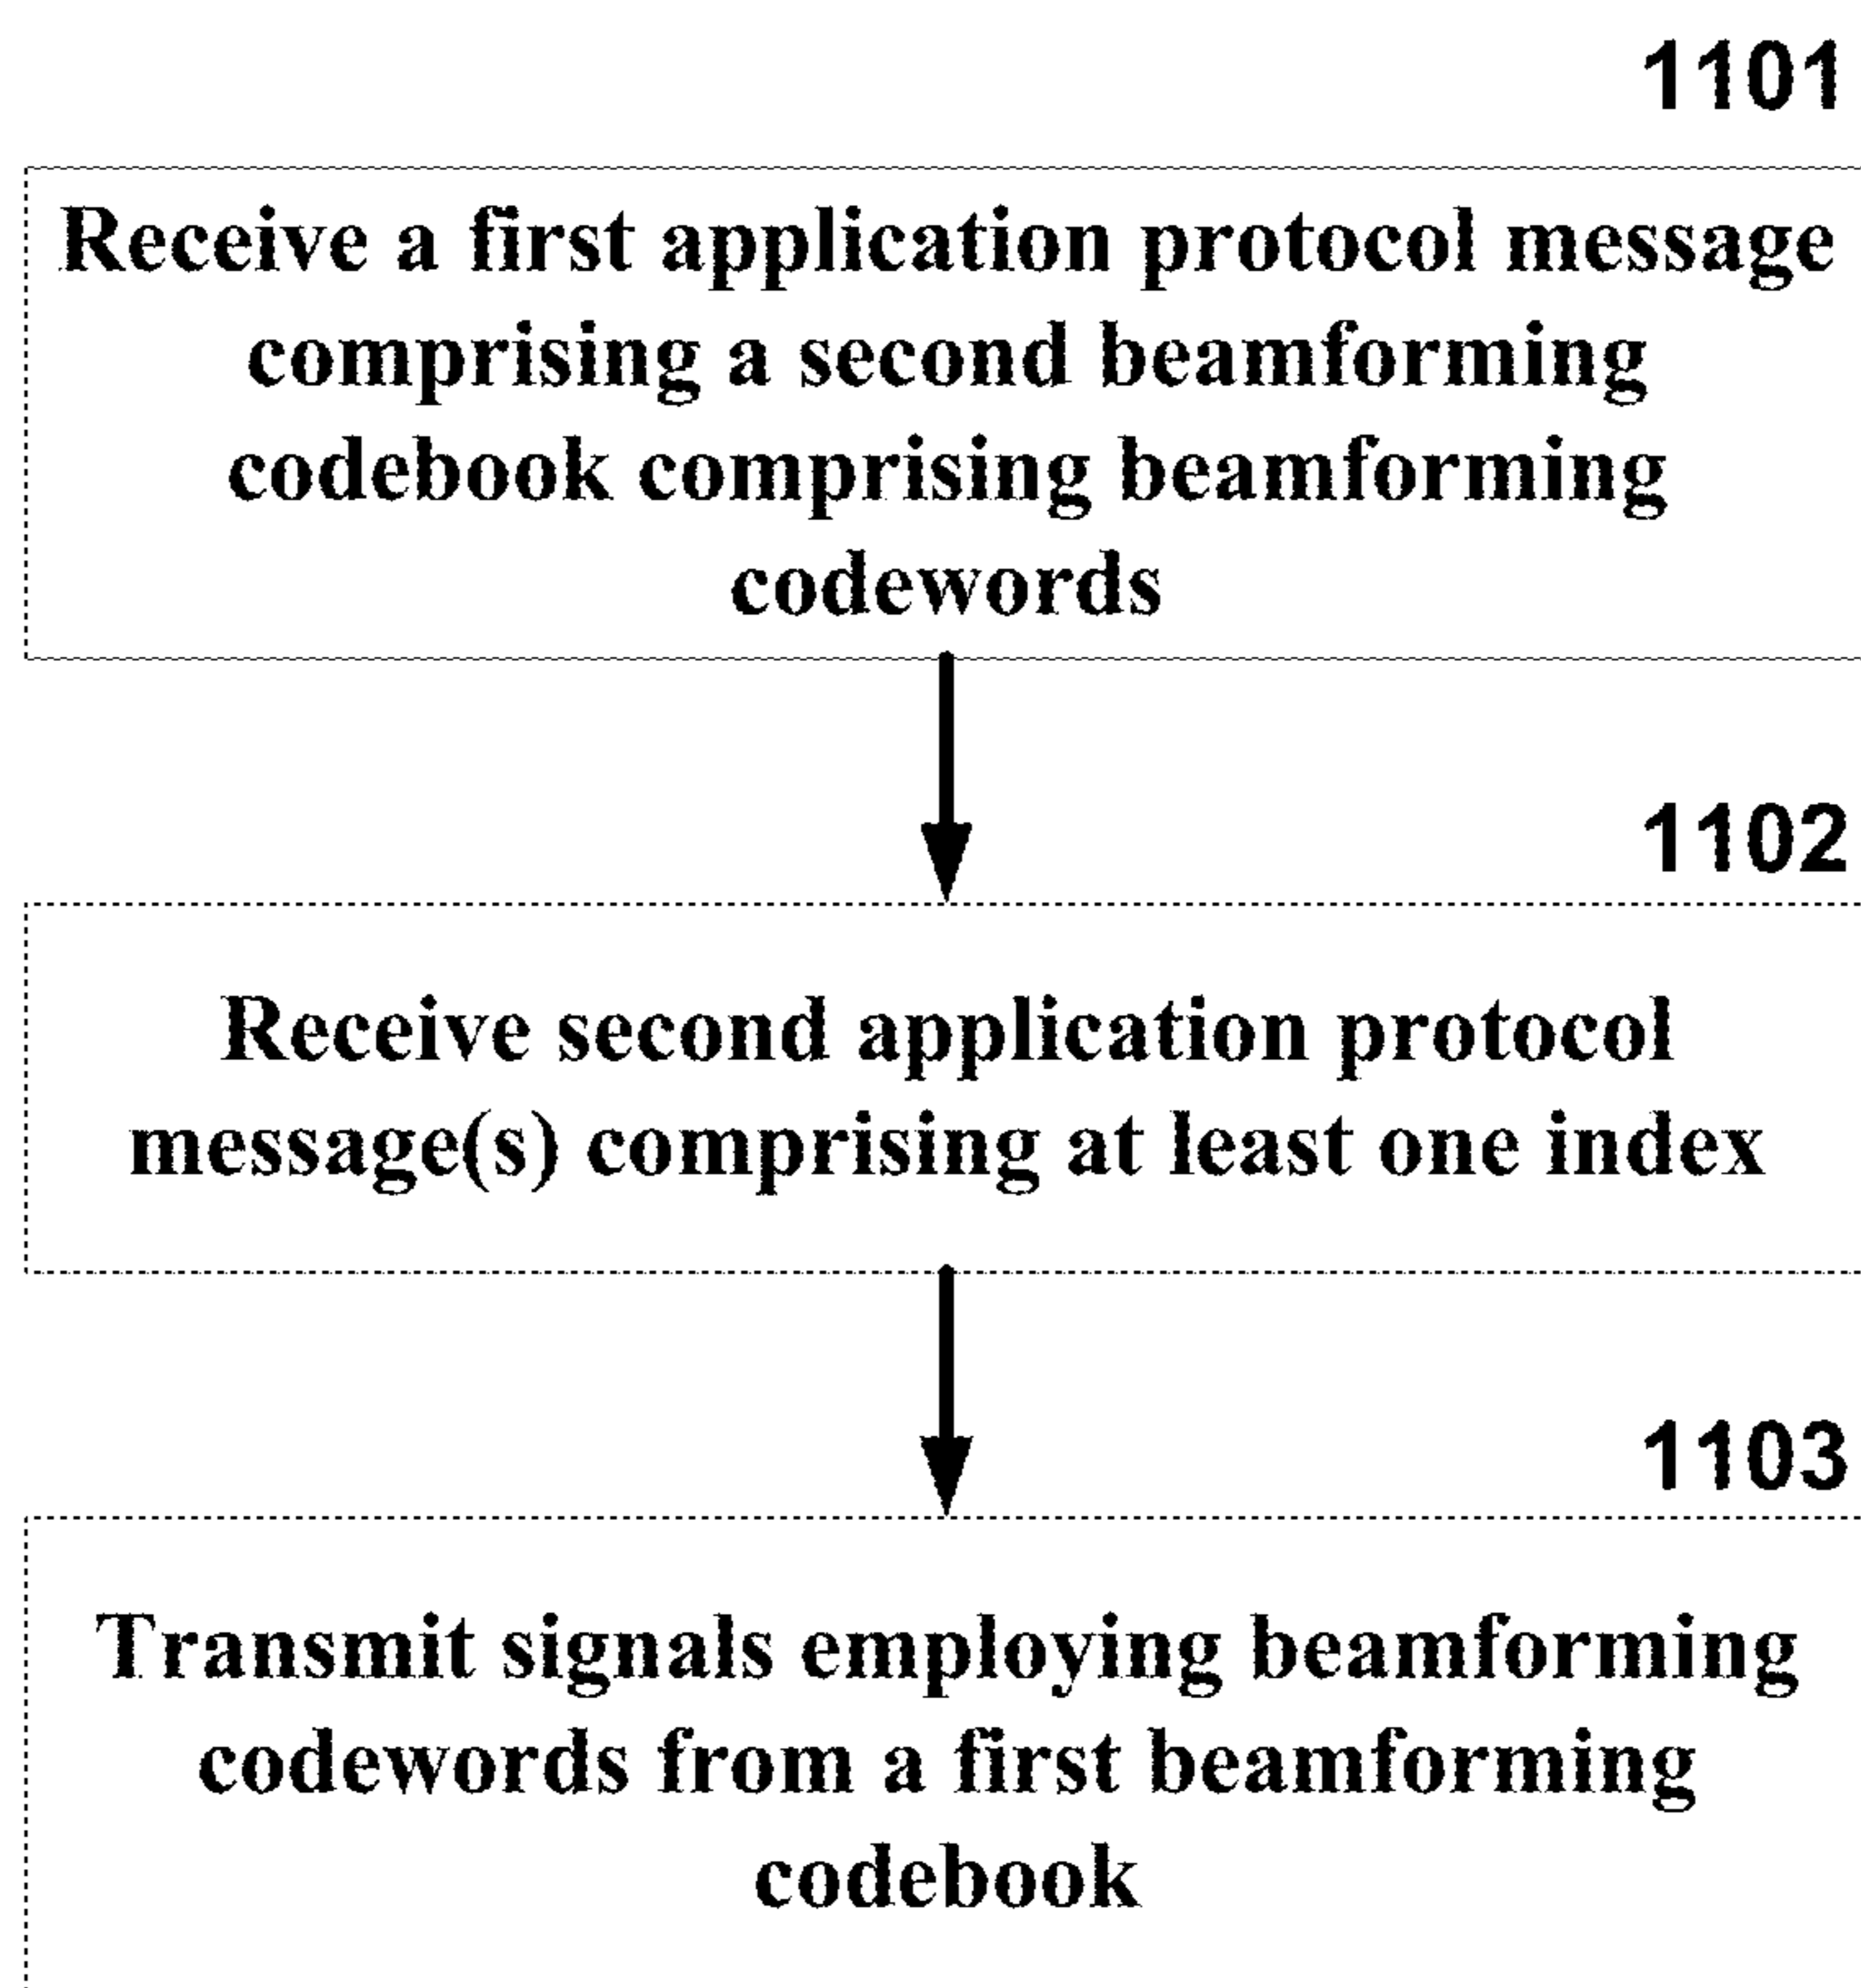 1101
Receive a first application protocol message
comprising a second beamforming
codebook comprising beamforming
codewords
1102
Receive second application protocol
message(s) comprising at least one index
1103
Transmit signals employing beamforming
codewords from a first beamforming
codebook